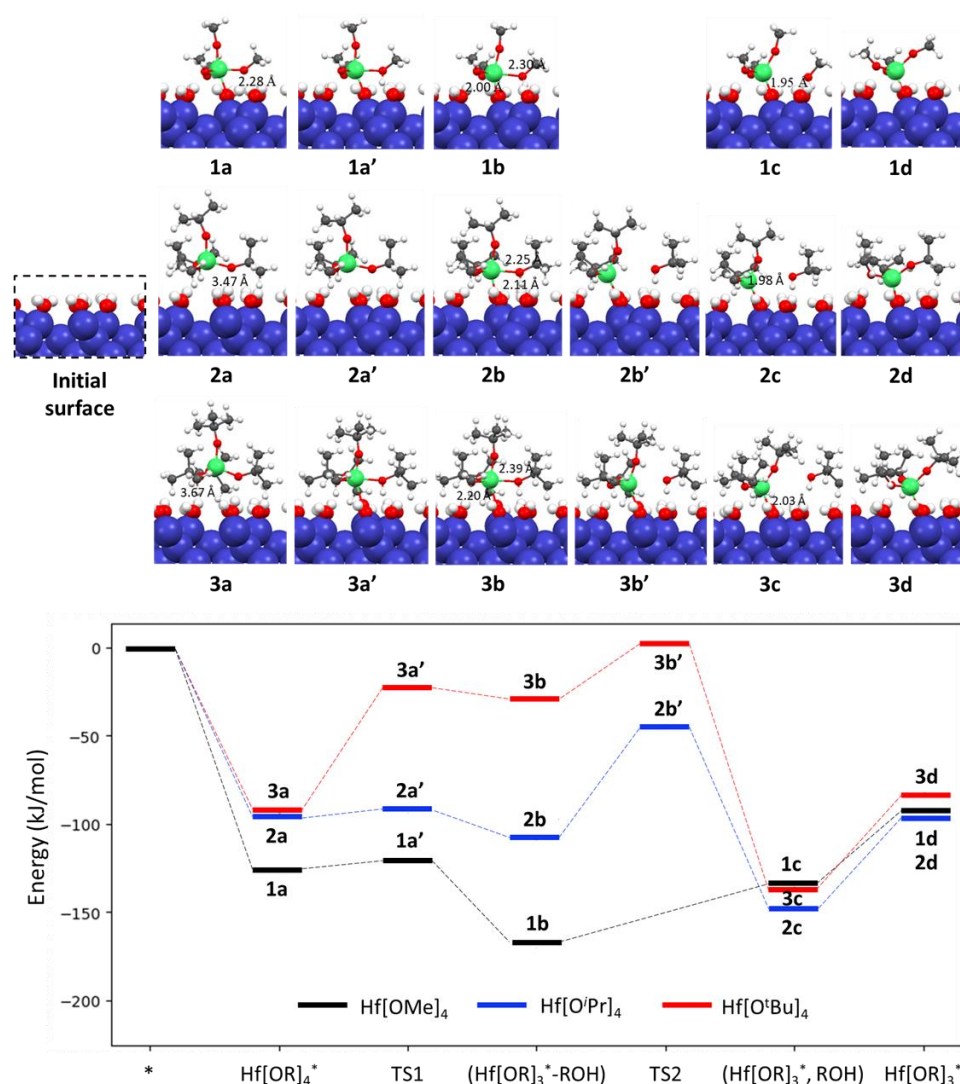 2.28 Å
2.30 Å
2.00 Å
1.95 Å
1a
1a’
1b
1c
1d
3.47 Å
2.25 Å
2.11 Å
1.98 Å
Initial
surface
2a
2a’
2b
2b’
2c
2d
3.67 Å
2.39 Å
2.20 Å
2.03 Å
3a
3a’
3b
3b’
3c
3d
Energy (kJ/mol)
0
−50
−100
−150
−200
3a
2a
1a
3a’
2a’
1a’
3b
2b
1b
3b’
2b’
1c
3c
2c
3d
1d
2d
Hf[OMe]₄
Hf[OⁱPr]₄
Hf[OᵗBu]₄
*
Hf[OR]₄*
TS1
(Hf[OR]₃*-ROH)
TS2
(Hf[OR]₃*, ROH)
Hf[OR]₃*